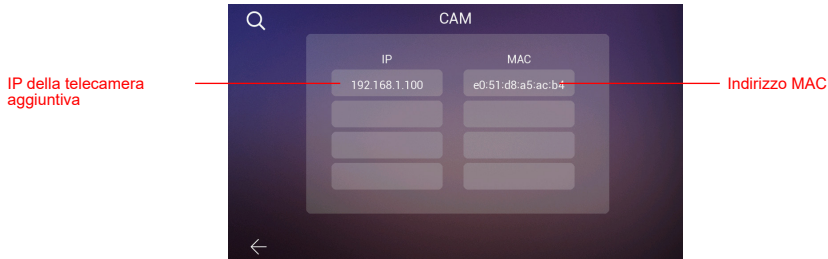 CAM
IP MAC
IP della telecamera
aggiuntiva
192.168.1.100 e0:51:d8:a5:ac:b4
Indirizzo MAC